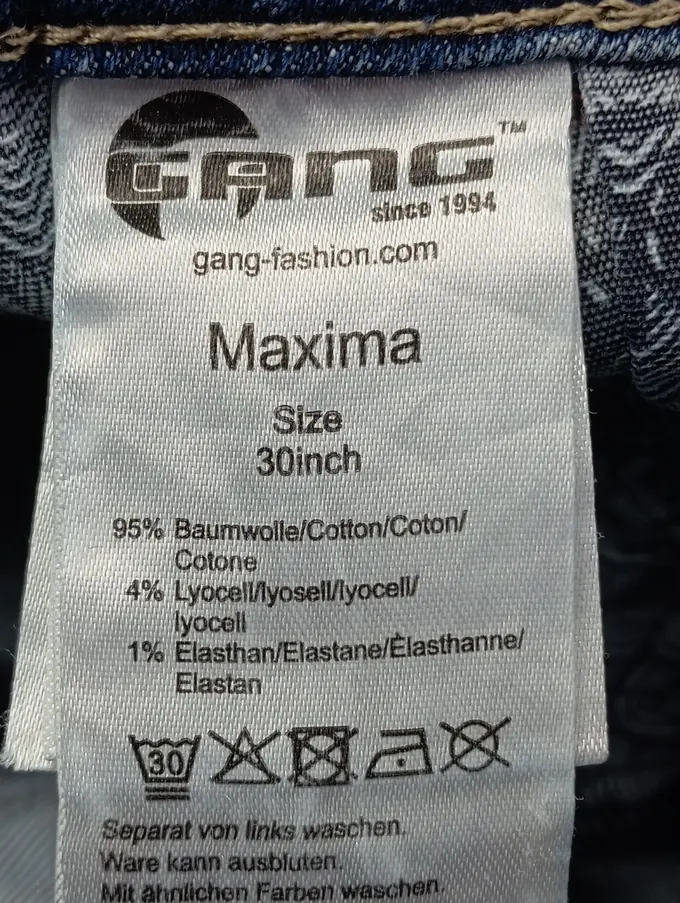 GANG™
since 1994
gang-fashion.com
Maxima
Size
30inch
95% Baumwolle/Cotton/Coton/
Cotone
4% Lyocell/lyosell/lyocell/
lyocell
1% Elasthan/Elastane/Élasthanne/
Elastan
30
Separat von links waschen.
Ware kann ausbluten.
Mit ähnlichen Farben waschen.